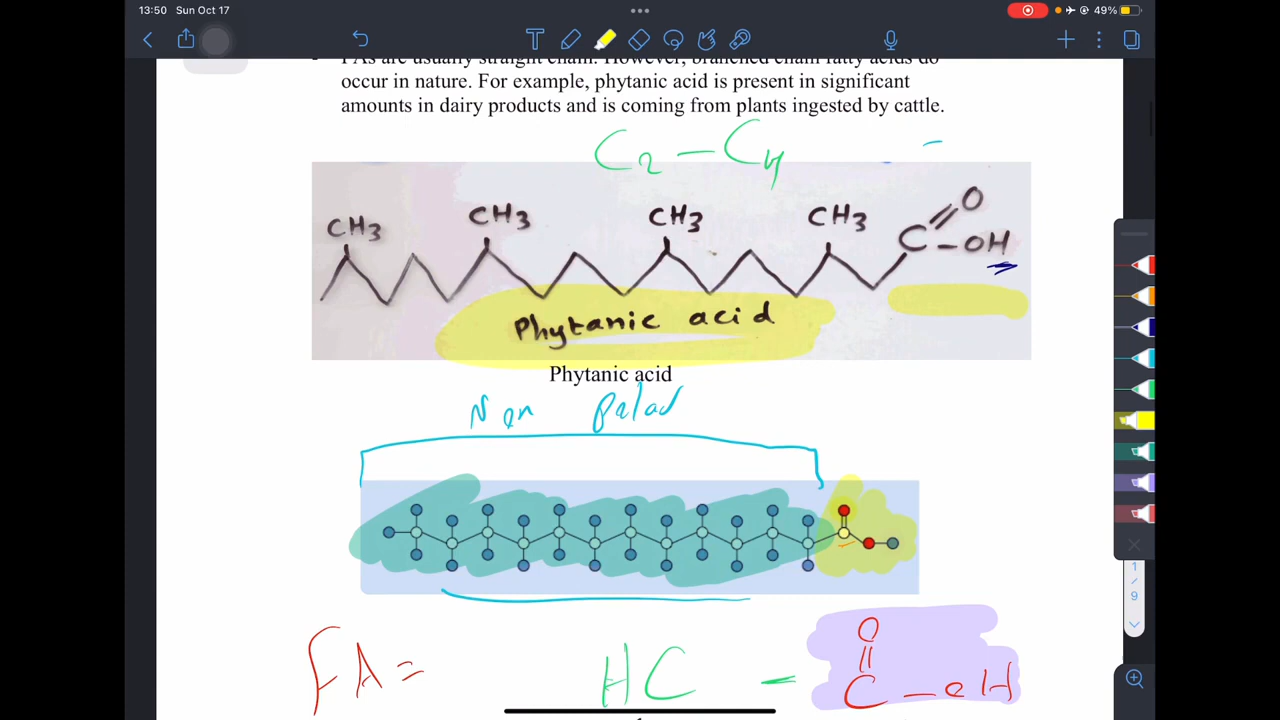 13:50 Sun Oct 17
49%
FAs are usually straight chain. However, branched chain fatty acids do
occur in nature. For example, phytanic acid is present in significant
amounts in dairy products and is coming from plants ingested by cattle.
C2 — C4
CH3 CH3 CH3 CH3 O
C - OH
Phytanic acid
Phytanic acid
Non
FA = HC - C - OH
O
1 / 9